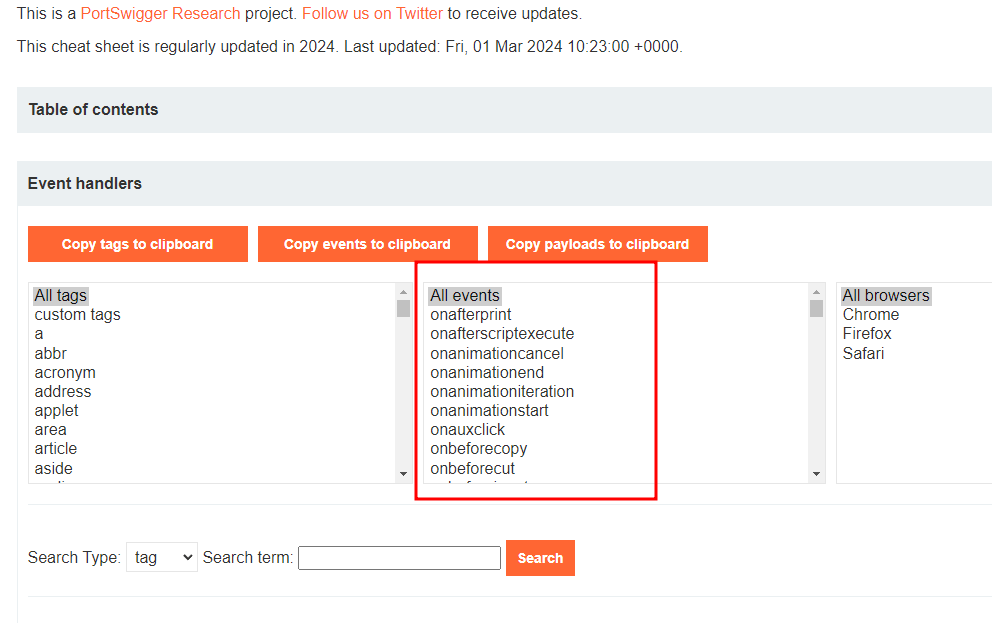 This is a PortSwigger Research project. Follow us on Twitter to receive updates.
This cheat sheet is regularly updated in 2024. Last updated: Fri, 01 Mar 2024 10:23:00 +0000.
Table of contents
Event handlers
Copy tags to clipboard
Copy events to clipboard
Copy payloads to clipboard
All tags
custom tags
a
abbr
acronym
address
applet
area
article
aside
All events
onafterprint
onafterscriptexecute
onanimationcancel
onanimationend
onanimationiteration
onanimationstart
onauxclick
onbeforecopy
onbeforecut
All browsers
Chrome
Firefox
Safari
Search Type: tag Search term: Search